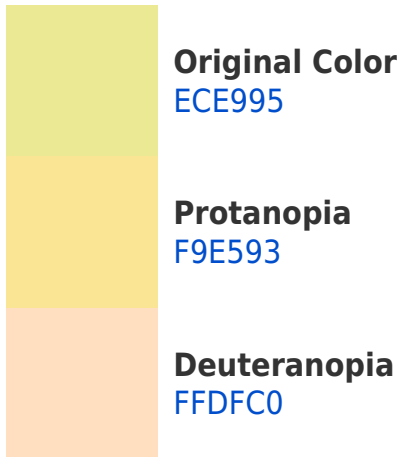 Original Color
ECE995
Protanopia
F9E593
Deuteranopia
FFDFC0